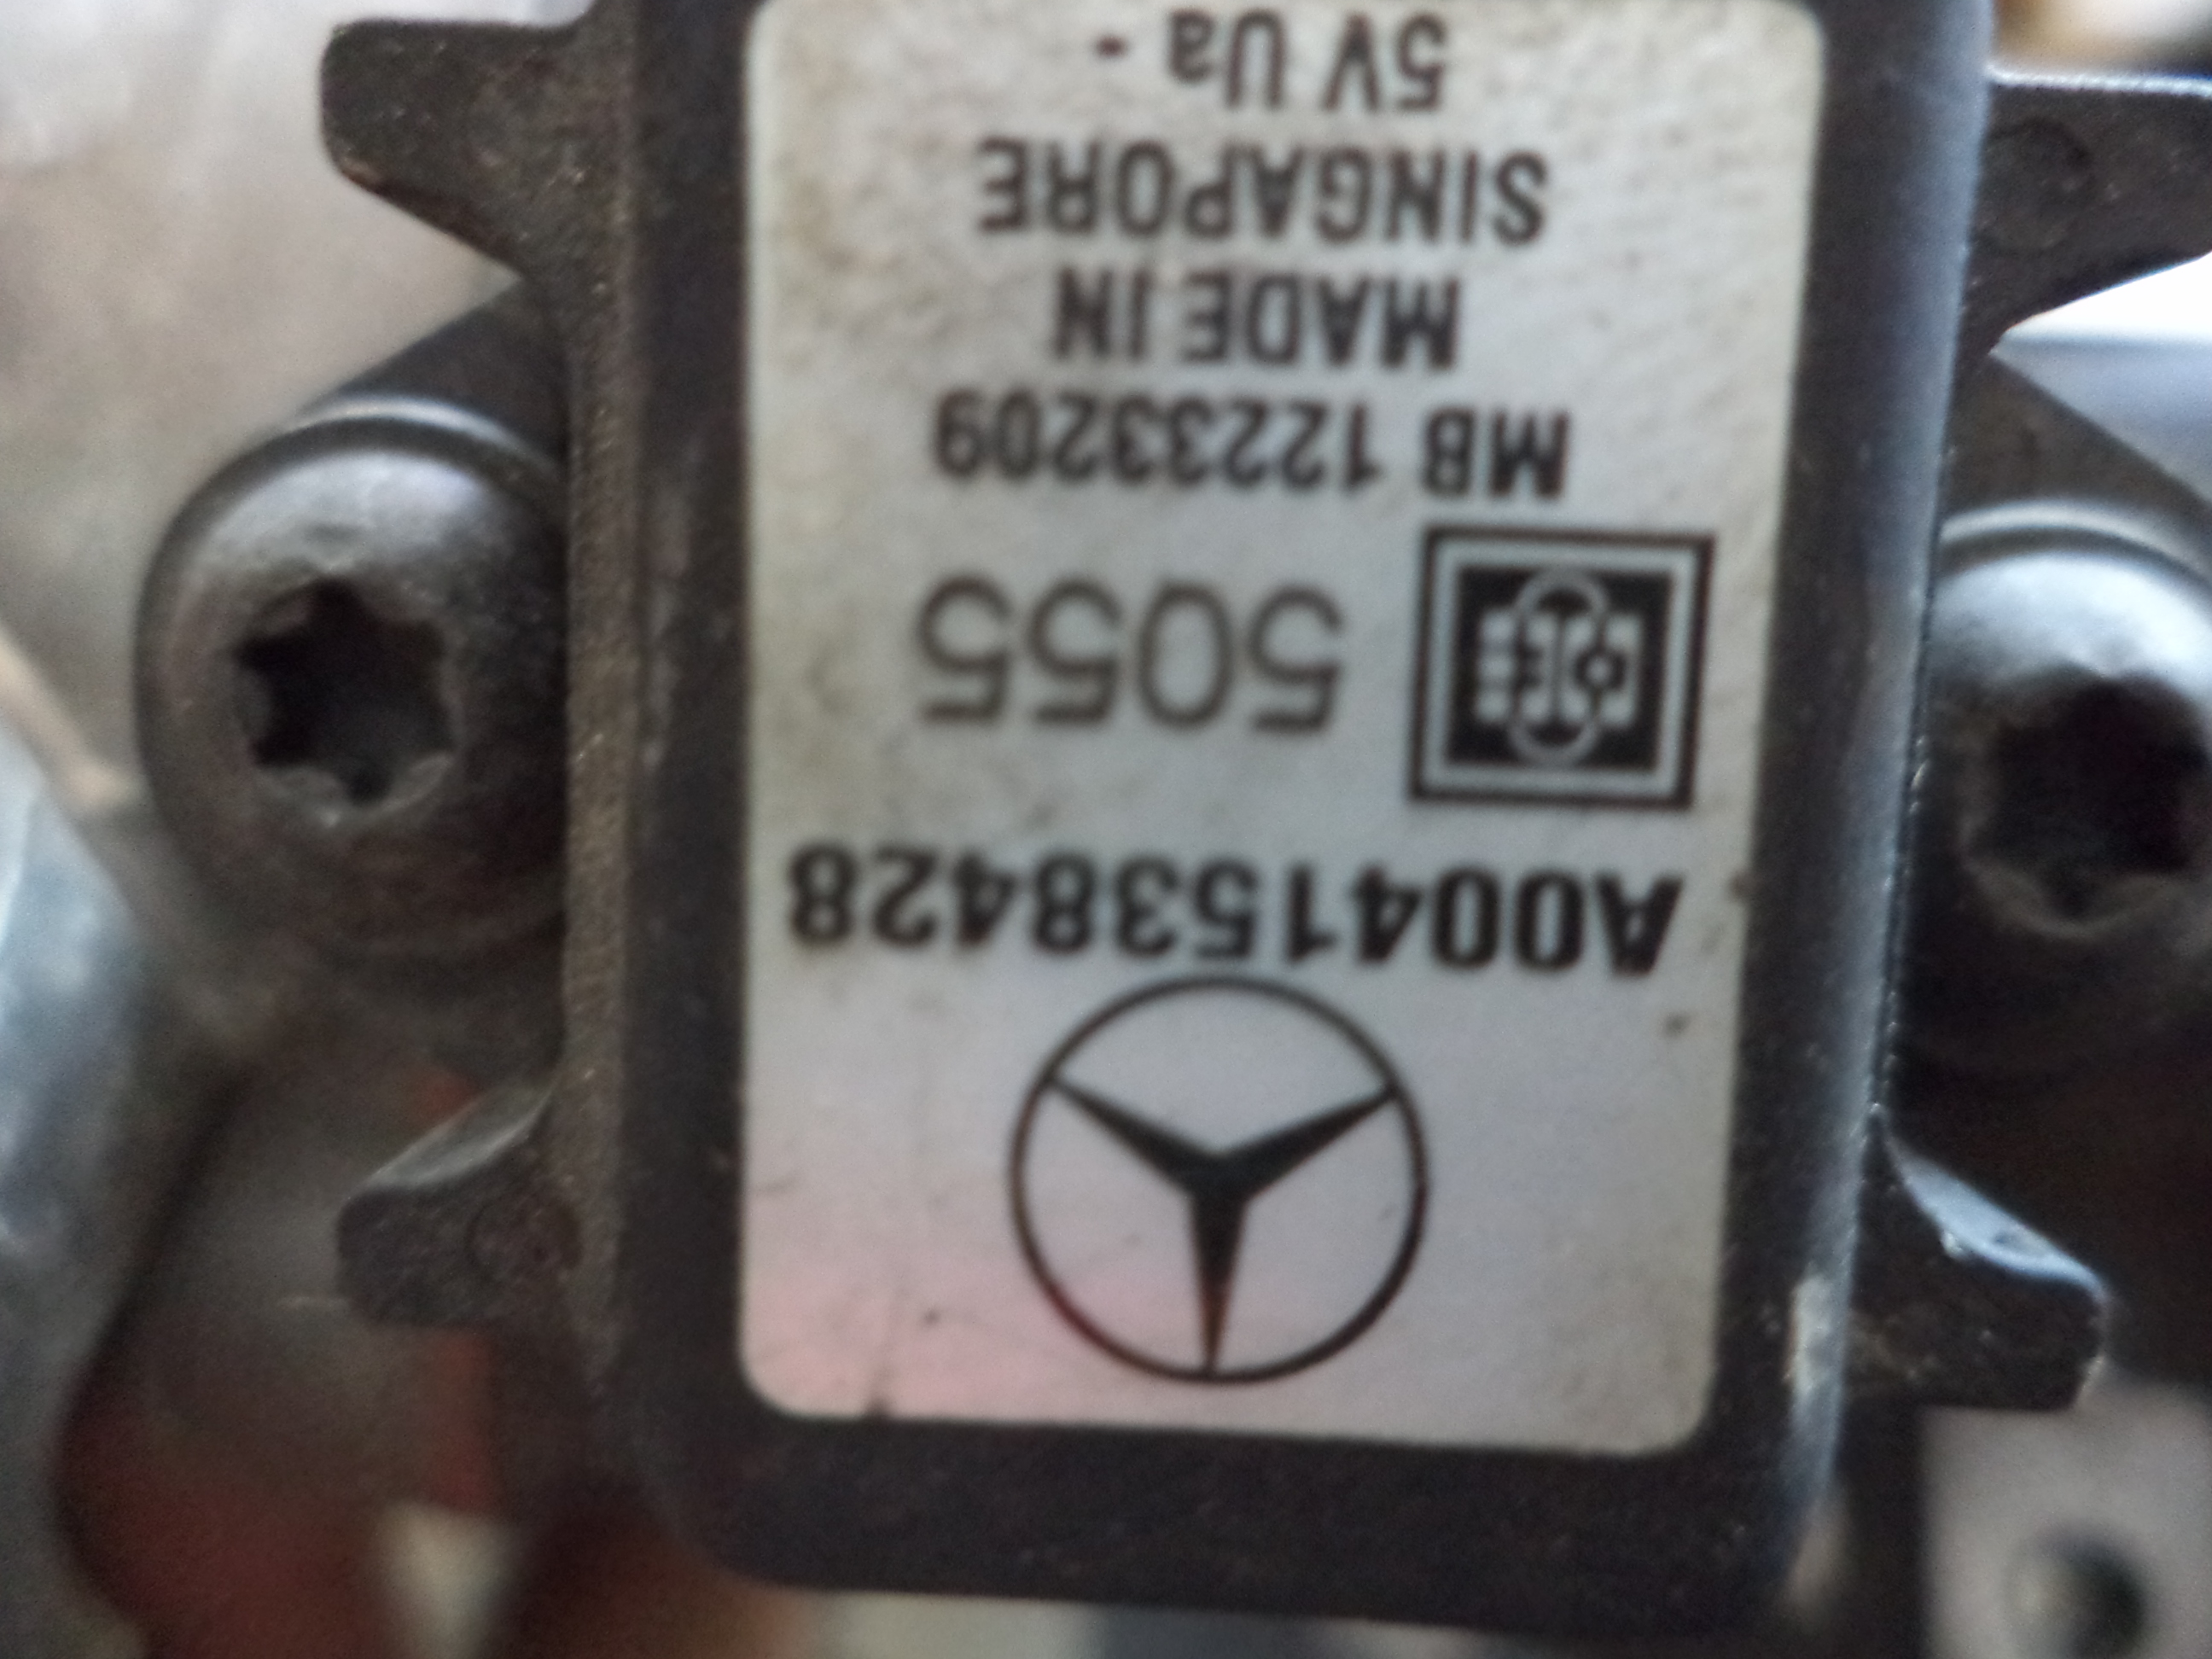 A0041538428
5055
MB 12233209
MADE IN
SINGAPORE
5V Ua -